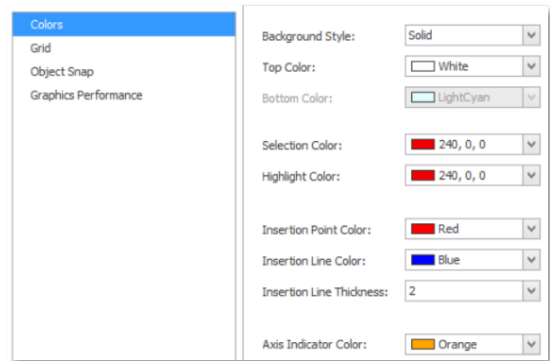 Colors
Grid
Object Snap
Graphics Performance
Background Style: Solid
Top Color: White
Bottom Color: LightCyan
Selection Color: 240, 0, 0
Highlight Color: 240, 0, 0
Insertion Point Color: Red
Insertion Line Color: Blue
Insertion Line Thickness: 2
Axis Indicator Color: Orange